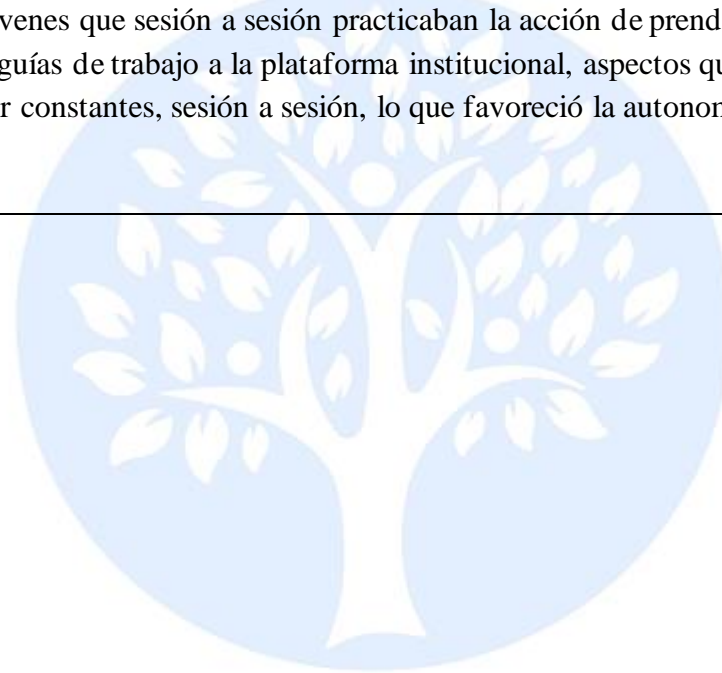 venes que sesión a sesión practicaban la acción de prend
guías de trabajo a la plataforma institucional, aspectos qu
r constantes, sesión a sesión, lo que favoreció la autonon